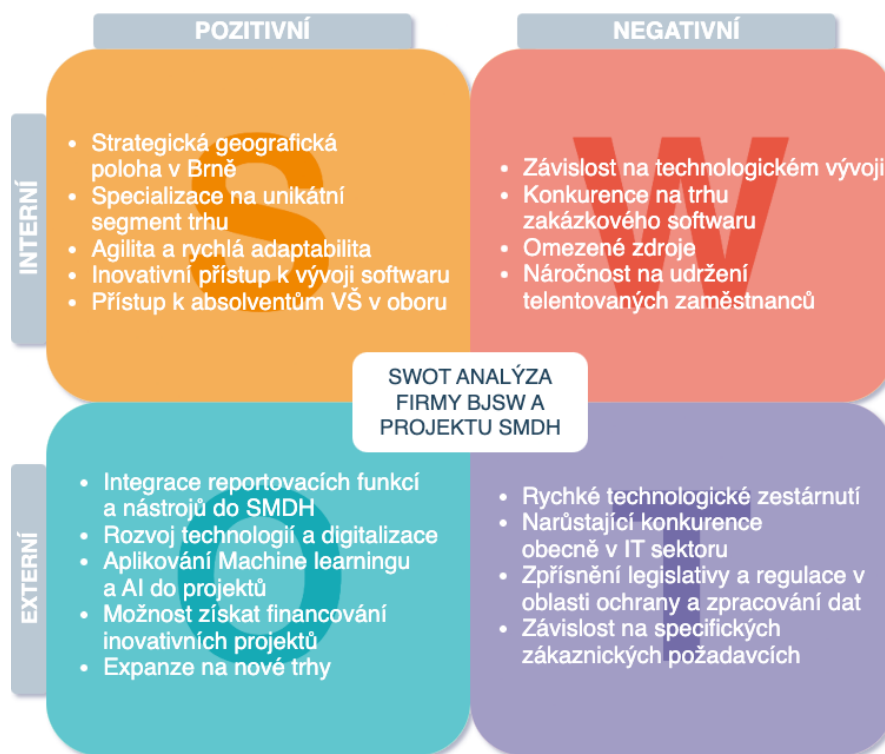 POZITIVNÍ
NEGATIVNÍ
INTERNÍ
S
• Strategická geografická
poloha v Brně
• Specializace na unikátní
segment trhu
• Agilita a rychlá adaptabilita
• Inovativní přístup k vývoji softwaru
• Přístup k absolventům VŠ v oboru
W
• Závislost na technologickém vývoji
• Konkurence na trhu
zakázkového softwaru
• Omezené zdroje
• Náročnost na udržení
telentovaných zaměstnanců
SWOT ANALÝZA
FIRMY BJSW A
PROJEKTU SMDH
EXTERNÍ
O
• Integrace reportovacích funkcí
a nástrojů do SMDH
• Rozvoj technologií a digitalizace
• Aplikování Machine learningu
a AI do projektů
• Možnost získat financování
inovativních projektů
• Expanze na nové trhy
T
• Rychké technologické zestárnutí
• Narůstající konkurence
obecně v IT sektoru
• Zpřísnění legislativy a regulace v
oblasti ochrany a zpracování dat
• Závislost na specifických
zákaznických požadavcích